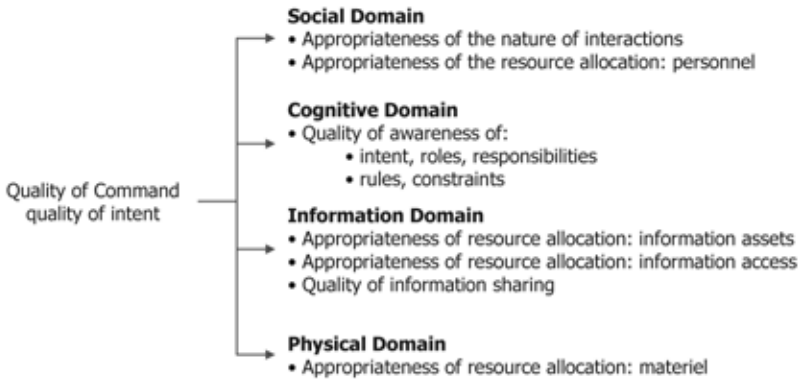 Social Domain
• Appropriateness of the nature of interactions
• Appropriateness of the resource allocation: personnel
Cognitive Domain
• Quality of awareness of:
• intent, roles, responsibilities
• rules, constraints
Quality of Command
quality of intent
Information Domain
• Appropriateness of resource allocation: information assets
• Appropriateness of resource allocation: information access
• Quality of information sharing
Physical Domain
• Appropriateness of resource allocation: materiel